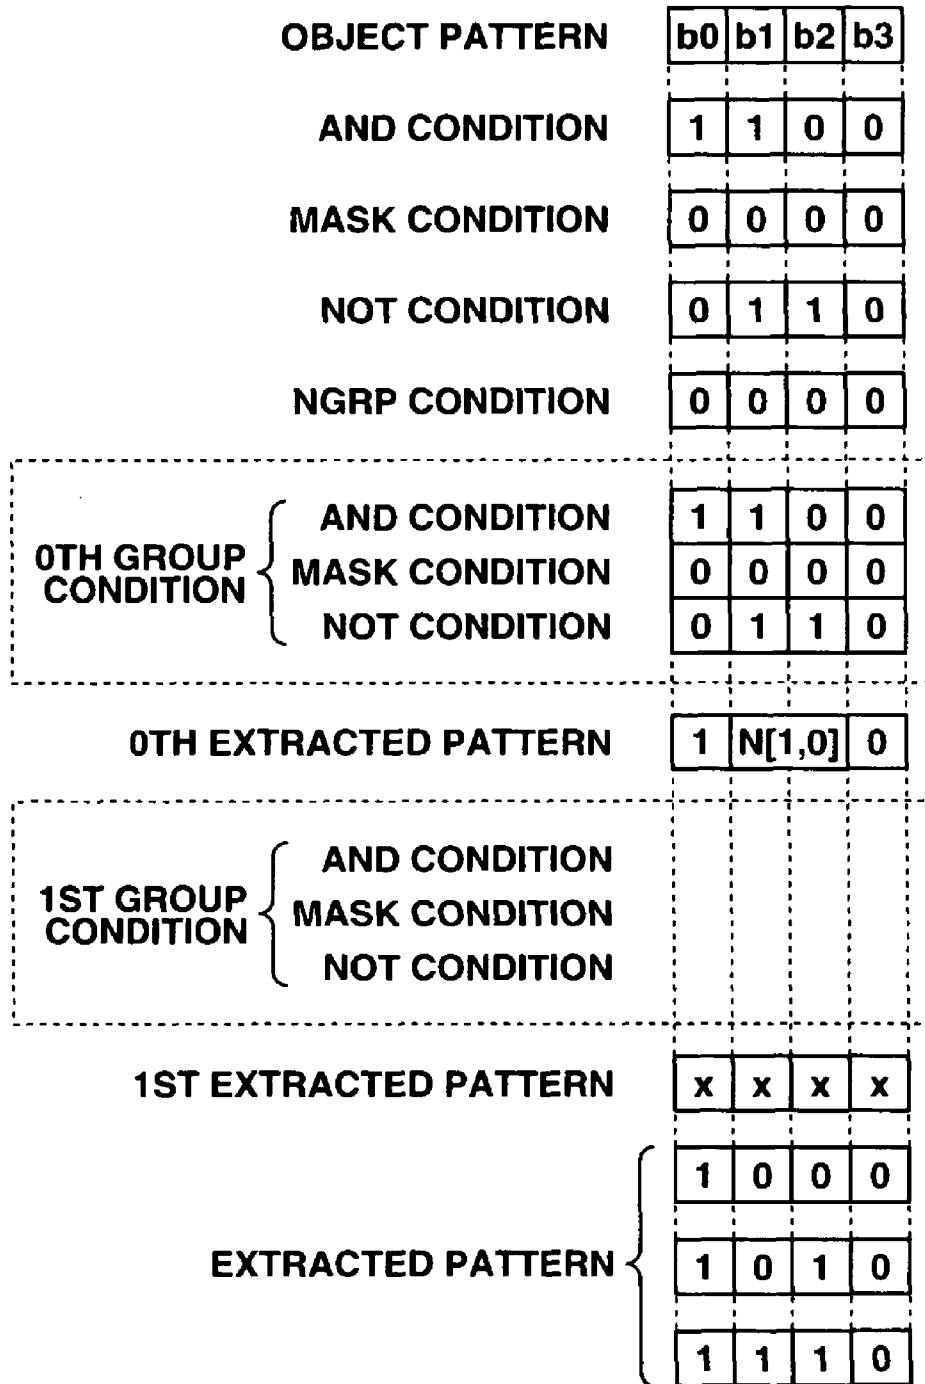 OBJECT PATTERN b0 b1 b2 b3
AND CONDITION 1 1 0 0
MASK CONDITION 0 0 0 0
NOT CONDITION 0 1 1 0
NGRP CONDITION 0 0 0 0
0TH GROUP CONDITION
AND CONDITION 1 1 0 0
MASK CONDITION 0 0 0 0
NOT CONDITION 0 1 1 0
0TH EXTRACTED PATTERN 1 N[1,0] 0
1ST GROUP CONDITION
AND CONDITION
MASK CONDITION
NOT CONDITION
1ST EXTRACTED PATTERN x x x x
EXTRACTED PATTERN
1 0 0 0
1 0 1 0
1 1 1 0